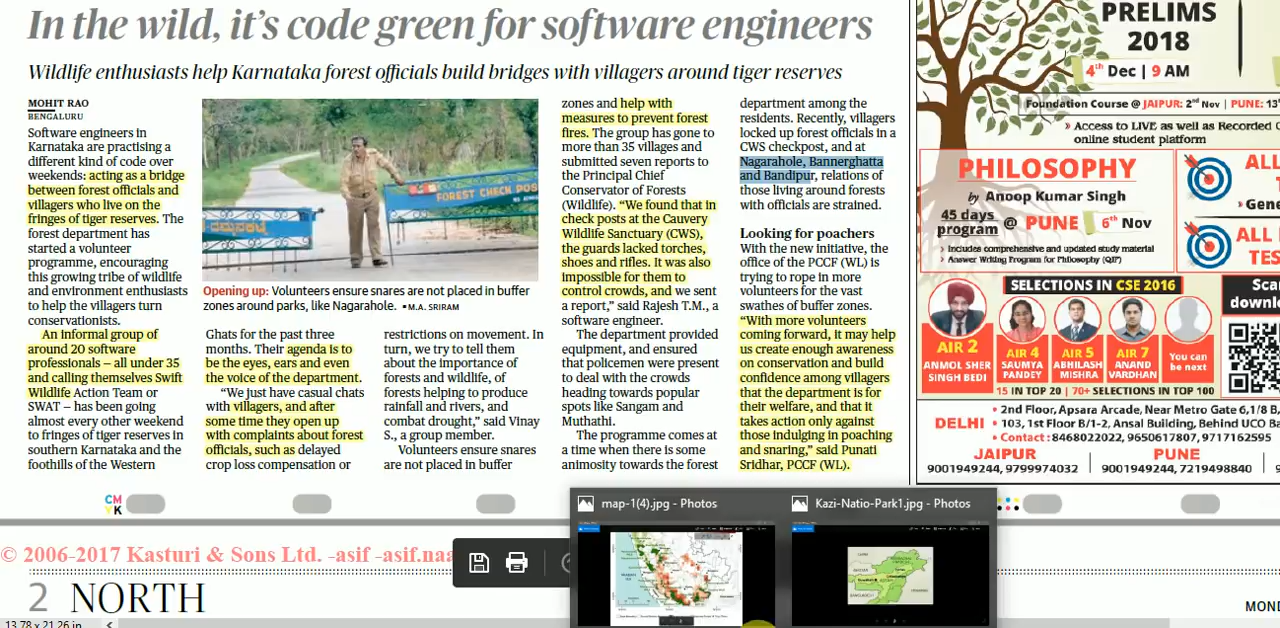 In the wild, it's code green for software engineers
Wildlife enthusiasts help Karnataka forest officials build bridges with villagers around tiger reserves
MOHIT RAO
BENGALURU
Software engineers in
Karnataka are practising a
different kind of code over
weekends: acting as a bridge
between forest officials and
villagers who live on the
fringes of tiger reserves. The
forest department has
started a volunteer
programme, encouraging
this growing tribe of wildlife
and environment enthusiasts
to help the villagers turn
conservationists.
An informal group of
around 20 software
professionals – all under 35
and calling themselves Swift
Wildlife Action Team or
SWAT – has been going
almost every other weekend
to fringes of tiger reserves in
southern Karnataka and the
foothills of the Western
FOREST CHECK POS
Opening up: Volunteers ensure snares are not placed in buffer
zones around parks, like Nagarahole. ▪ M.A. SRIRAM
Ghats for the past three
months. Their agenda is to
be the eyes, ears and even
the voice of the department.
"We just have casual chats
with villagers, and after
some time they open up
with complaints about forest
officials, such as delayed
crop loss compensation or
restrictions on movement. In
turn, we try to tell them
about the importance of
forests and wildlife, of
forests helping to produce
rainfall and rivers, and
combat drought," said Vinay
S., a group member.
Volunteers ensure snares
are not placed in buffer
zones and help with
measures to prevent forest
fires. The group has gone to
more than 35 villages and
submitted seven reports to
the Principal Chief
Conservator of Forests
(Wildlife). "We found that in
check posts at the Cauvery
Wildlife Sanctuary (CWS),
the guards lacked torches,
shoes and rifles. It was also
impossible for them to
control crowds, and we sent
a report," said Rajesh T.M., a
software engineer.
The department provided
equipment, and ensured
that policemen were present
to deal with the crowds
heading towards popular
spots like Sangam and
Muthathi.
The programme comes at
a time when there is some
animosity towards the forest
department among the
residents. Recently, villagers
locked up forest officials in a
CWS checkpost, and at
Nagarahole, Bannerghatta
and Bandipur, relations of
those living around forests
with officials are strained.
Looking for poachers
With the new initiative, the
office of the PCCF (WL) is
trying to rope in more
volunteers for the vast
swathes of buffer zones.
"With more volunteers
coming forward, it may help
us create enough awareness
on conservation and build
confidence among villagers
that the department is for
their welfare, and that it
takes action only against
those indulging in poaching
and snaring," said Punati
Sridhar, PCCF (WL).
PRELIMS
2018
4th Dec | 9 AM
Foundation Course @ JAIPUR: 2nd Nov | PUNE: 13
» Access to LIVE as well as Recorded
online student platform
PHILOSOPHY
by Anoop Kumar Singh
45 days
program @ PUNE 6th Nov
» Includes comprehensive and updated study material
» Answer Writing Program for Philosophy (QIP)
» Gene
SELECTIONS IN CSE 2016
AIR 2
ANMOL SHER
SINGH BEDI
AIR 4
SAUMYA
PANDEY
AIR 5
ABHILASH
MISHRA
AIR 7
ANAND
VARDHAN
You can
be next
15 IN TOP 20 | 70+ SELECTIONS IN TOP 100
Scan
DELHI
• 2nd Floor, Apsara Arcade, Near Metro Gate 6,1/8 B,
• 103, 1st Floor B/1-2, Ansal Building, Behind UCO Ba
• Contact : 8468022022, 9650617807, 9717162595
JAIPUR
9001949244, 9799974032
PUNE
9001949244, 7219498840
CM
YK
map-1(4).jpg - Photos
Kazi-Natio-Park1.jpg - Photos
© 2006-2017 Kasturi & Sons Ltd. -asif -asif.naa
2 NORTH
MOND
13.78 x 21.26 in